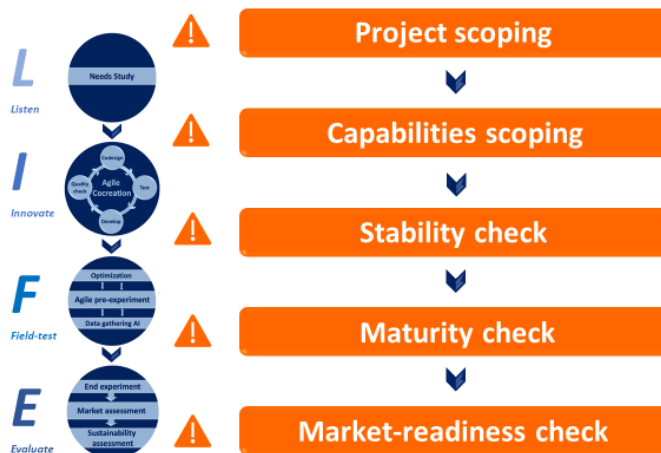 Project scoping
L
Listen
Needs Study
Capabilities scoping
I
Innovate
Codesign
Quality check
Agile
Cocreation
Test
Develop
Stability check
F
Field-test
Optimization
Agile pre-experiment
Data gathering AI
Maturity check
E
Evaluate
End experiment
Market assessment
Sustainability
assessment
Market-readiness check